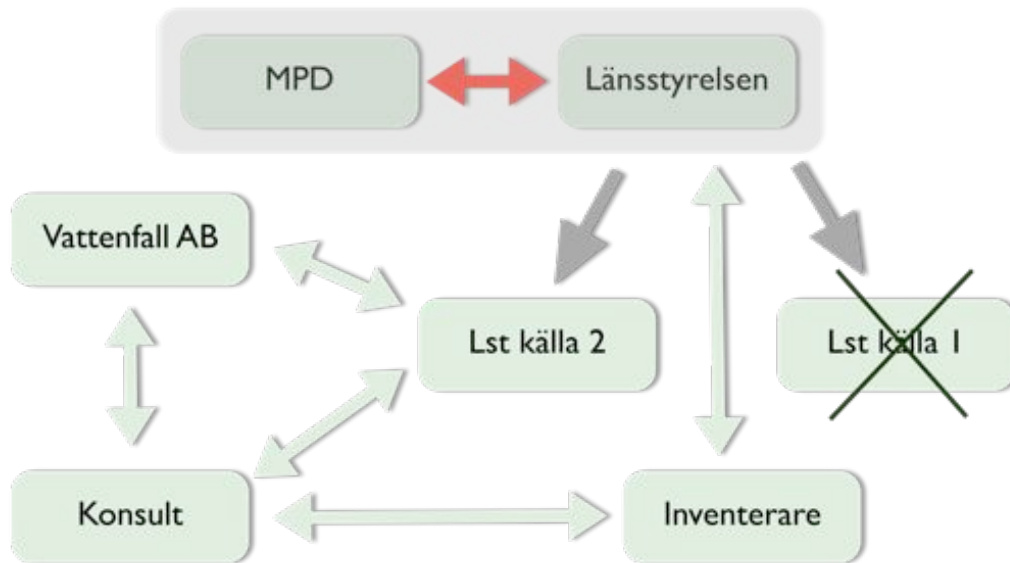 MPD
Länsstyrelsen
Vattenfall AB
Lst källa 2
Lst källa 1
Konsult
Inventerare